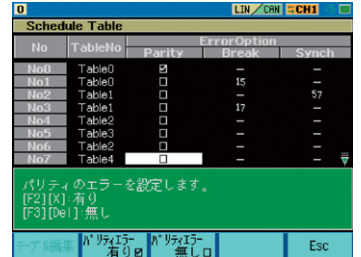 0 LIN/CAN CH1
Schedule Table
No TableNo ErrorOption
Parity Break Synch
No0 Table0 ☑ － －
No1 Table0 □ 15 －
No2 Table1 □ － 57
No3 Table1 □ 17 －
No4 Table2 □ － －
No5 Table3 □ － －
No6 Table2 □ － －
No7 Table4 □ － －
パリティのエラーを設定します。
[F2][X]:有り
[F3][Del]:無し
テーブル編集 パリティエラー有り☑ パリティエラー無し□ Esc